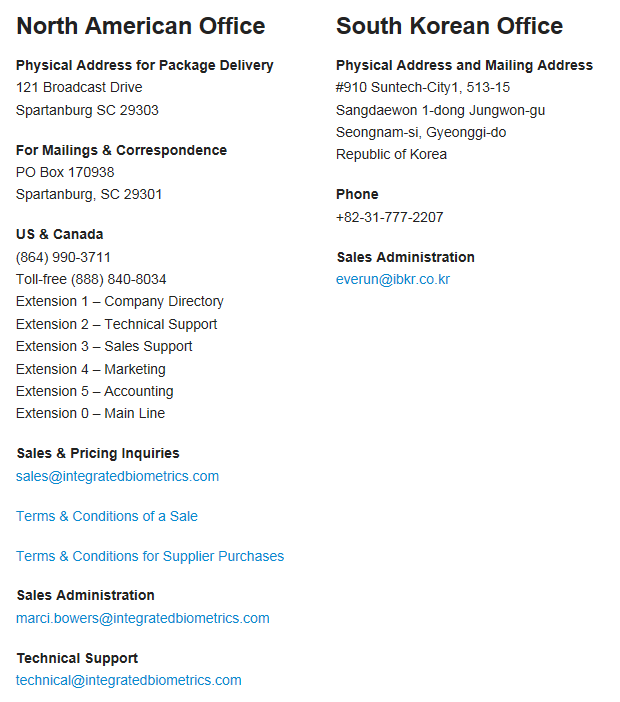 North American Office
Physical Address for Package Delivery
121 Broadcast Drive
Spartanburg SC 29303
For Mailings & Correspondence
PO Box 170938
Spartanburg, SC 29301
US & Canada
(864) 990-3711
Toll-free (888) 840-8034
Extension 1 – Company Directory
Extension 2 – Technical Support
Extension 3 – Sales Support
Extension 4 – Marketing
Extension 5 – Accounting
Extension 0 – Main Line
Sales & Pricing Inquiries
sales@integratedbiometrics.com
Terms & Conditions of a Sale
Terms & Conditions for Supplier Purchases
Sales Administration
marci.bowers@integratedbiometrics.com
Technical Support
technical@integratedbiometrics.com
South Korean Office
Physical Address and Mailing Address
#910 Suntech-City1, 513-15
Sangdaewon 1-dong Jungwon-gu
Seongnam-si, Gyeonggi-do
Republic of Korea
Phone
+82-31-777-2207
Sales Administration
everun@ibkr.co.kr